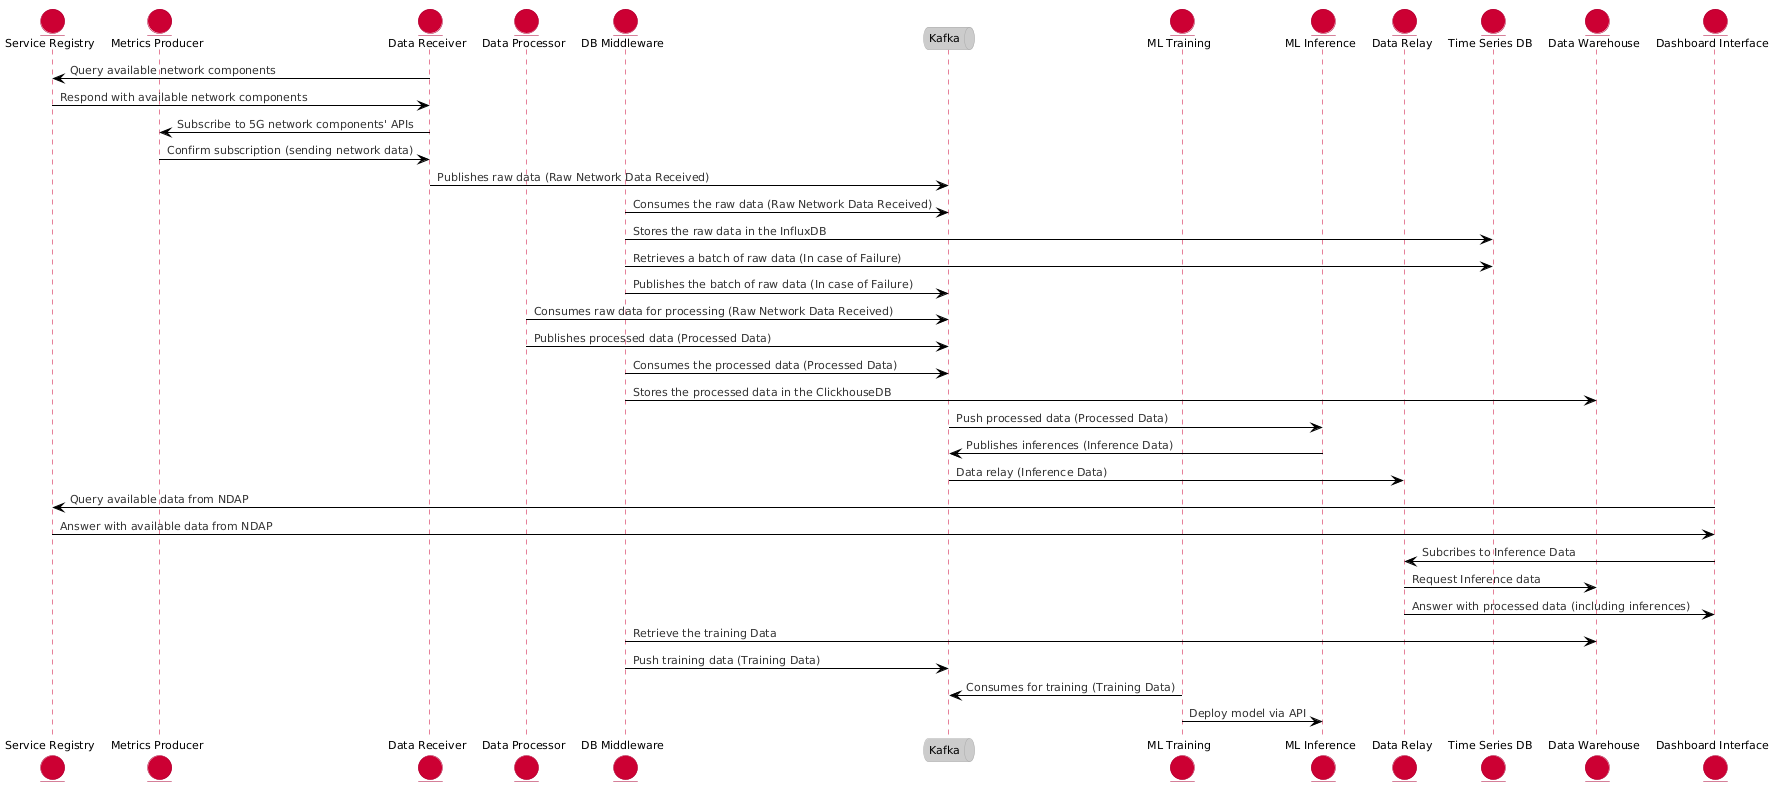 Service Registry Metrics Producer Data Receiver Data Processor DB Middleware Kafka ML Training ML Inference Data Relay Time Series DB Data Warehouse Dashboard Interface
Query available network components
Respond with available network components
Subscribe to 5G network components' APIs
Confirm subscription (sending network data)
Publishes raw data (Raw Network Data Received)
Consumes the raw data (Raw Network Data Received)
Stores the raw data in the InfluxDB
Retrieves a batch of raw data (In case of Failure)
Publishes the batch of raw data (In case of Failure)
Consumes raw data for processing (Raw Network Data Received)
Publishes processed data (Processed Data)
Consumes the processed data (Processed Data)
Stores the processed data in the ClickhouseDB
Push processed data (Processed Data)
Publishes inferences (Inference Data)
Data relay (Inference Data)
Query available data from NDAP
Answer with available data from NDAP
Subcribes to Inference Data
Request Inference data
Answer with processed data (including inferences)
Retrieve the training Data
Push training data (Training Data)
Consumes for training (Training Data)
Deploy model via API
Service Registry Metrics Producer Data Receiver Data Processor DB Middleware Kafka ML Training ML Inference Data Relay Time Series DB Data Warehouse Dashboard Interface